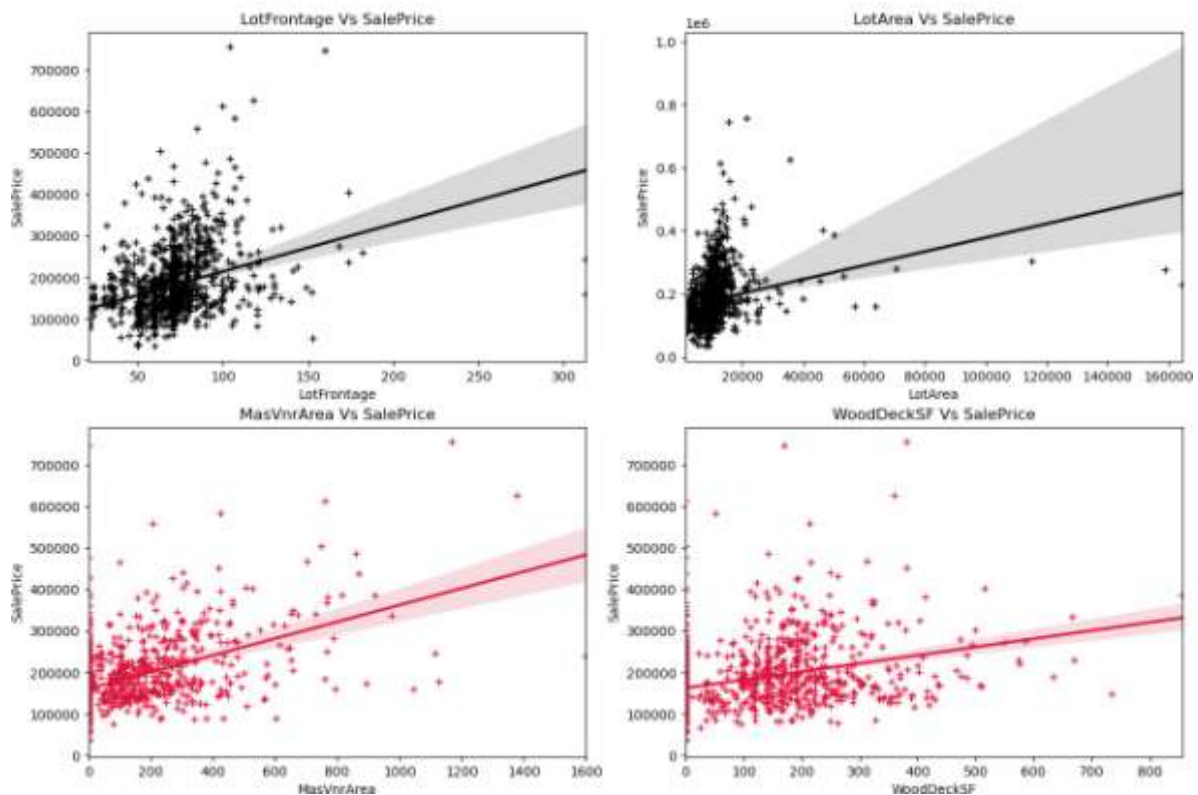 LotFrontage Vs SalePrice
700000
600000
500000
400000
300000
200000
100000
0
SalePrice
50 100 150 200 250 300
LotFrontage
LotArea Vs SalePrice
1e6
1.0
0.8
0.6
0.4
0.2
0.0
SalePrice
20000 40000 60000 80000 100000 120000 140000 160000
LotArea
MasVnrArea Vs SalePrice
700000
600000
500000
400000
300000
200000
100000
0
SalePrice
0 200 400 600 800 1000 1200 1400 1600
MasVnrArea
WoodDeckSF Vs SalePrice
700000
600000
500000
400000
300000
200000
100000
0
SalePrice
0 100 200 300 400 500 600 700 800
WoodDeckSF